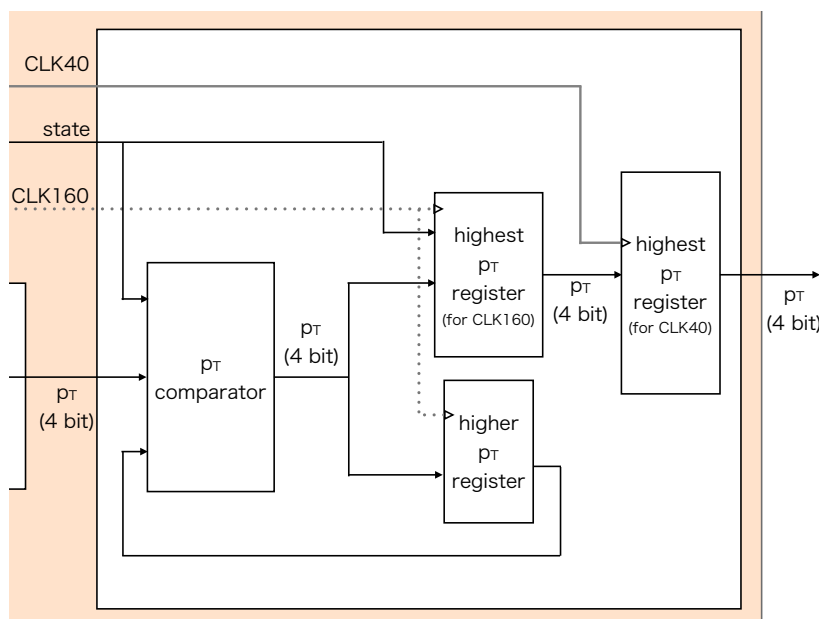 CLK40
state
CLK160
pT
(4 bit)
pT
comparator
pT
(4 bit)
highest
pT
register
(for CLK160)
higher
pT
register
pT
(4 bit)
highest
pT
register
(for CLK40)
pT
(4 bit)